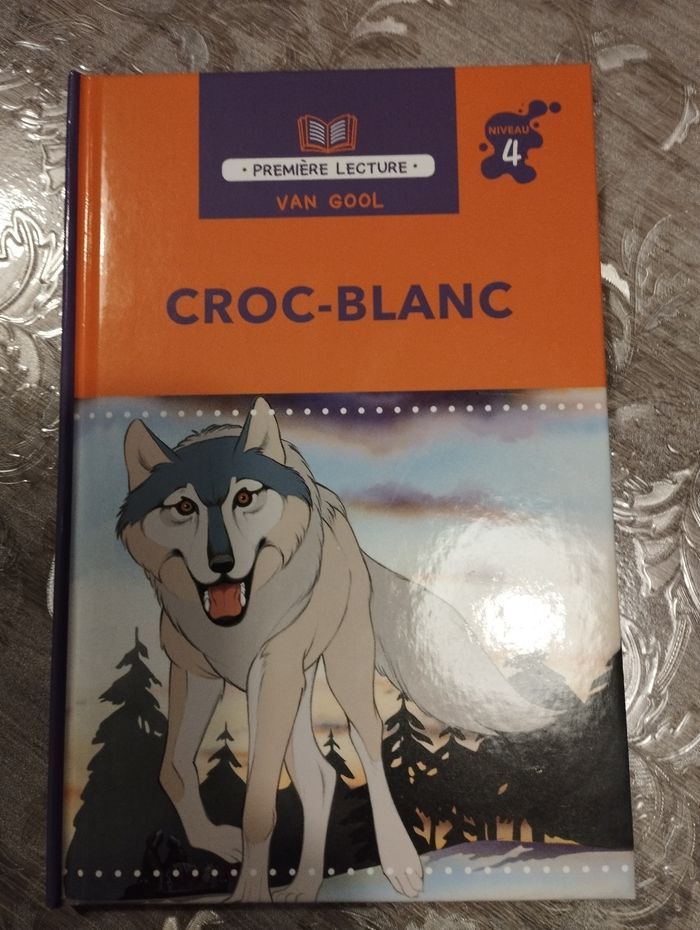 • PREMIÈRE LECTURE •
VAN GOOL
NIVEAU
4
CROC-BLANC